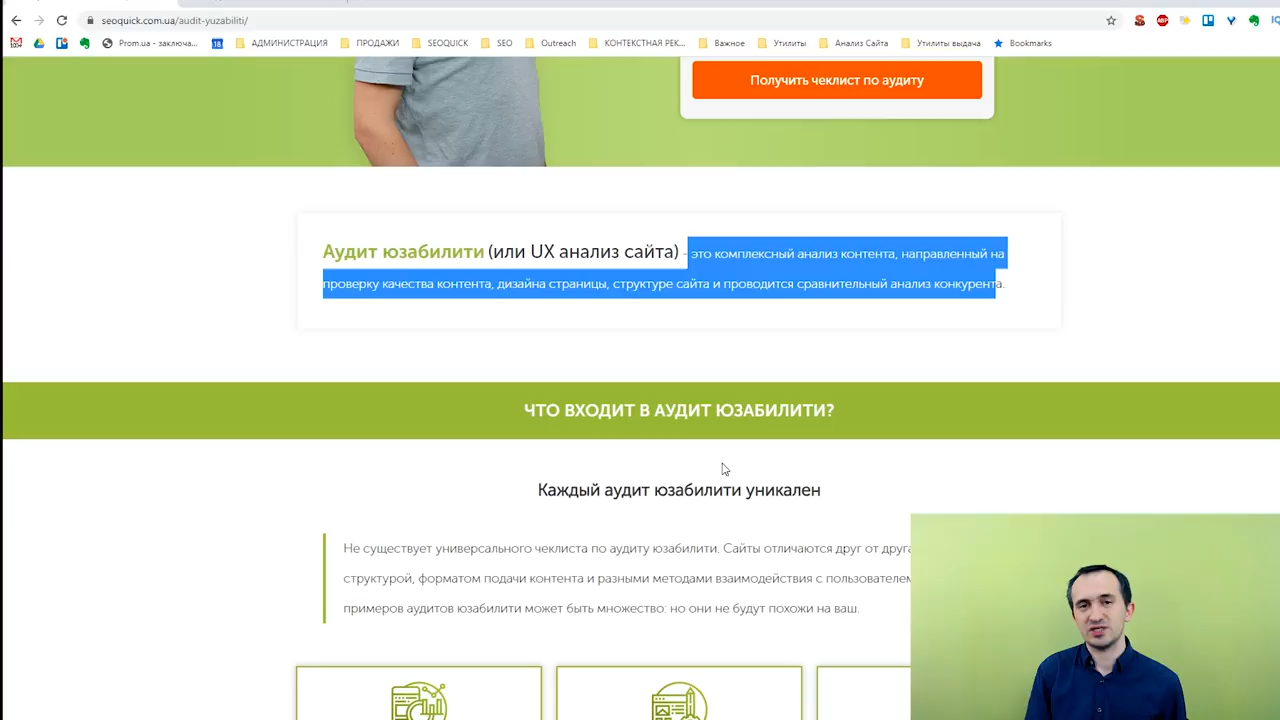 seoquick.com.ua/audit-yuzabiliti/
Prom.ua - заключа...
18
АДМИНИСТРАЦИЯ
ПРОДАЖИ
SEOQUICK
SEO
Outreach
КОНТЕКСТНАЯ РЕК...
Важное
Утилиты
Анализ Сайта
Утилиты выдача
Bookmarks
Получить чеклист по аудиту
Аудит юзабилити (или UX анализ сайта) - это комплексный анализ контента, направленный на
проверку качества контента, дизайна страницы, структуре сайта и проводится сравнительный анализ конкурента.
ЧТО ВХОДИТ В АУДИТ ЮЗАБИЛИТИ?
Каждый аудит юзабилити уникален
Не существует универсального чеклиста по аудиту юзабилити. Сайты отличаются друг от друга
структурой, форматом подачи контента и разными методами взаимодействия с пользователем
примеров аудитов юзабилити может быть множество: но они не будут похожи на ваш.